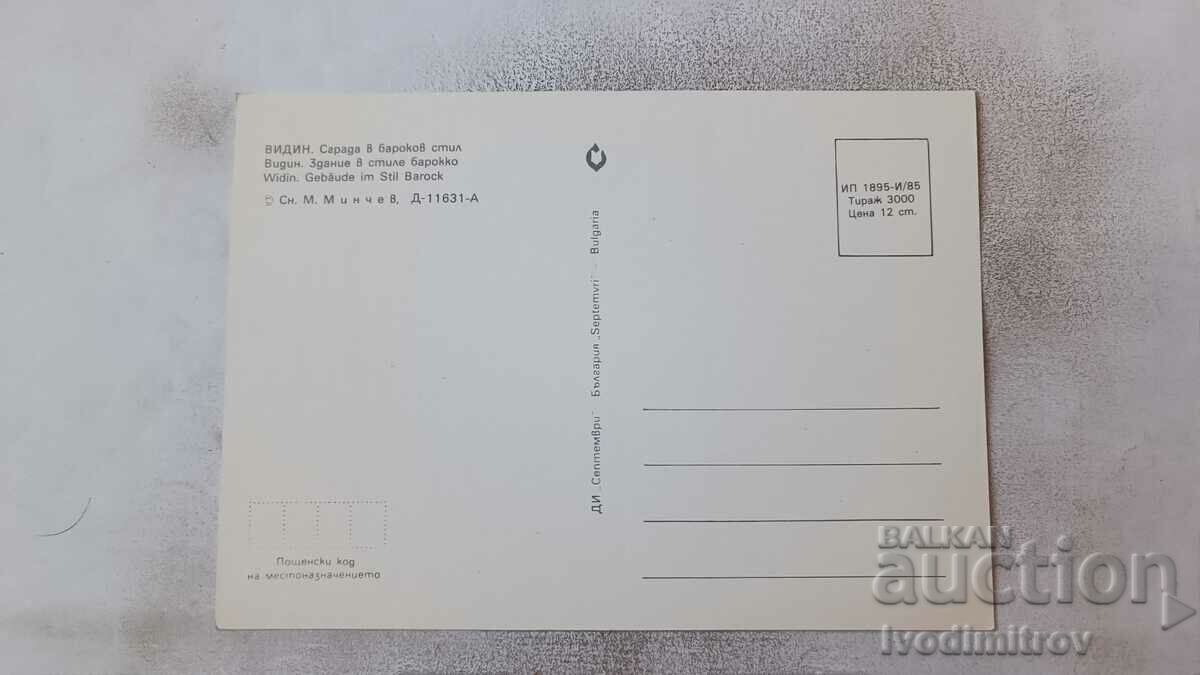 ВИДИН. Сграда в бароков стил
Видин. Здание в стиле барокко
Widin. Gebäude im Stil Barock
Сн. М. Минчев, Д-11631-А
ДИ „Септември" България „Septemvri" - Bulgaria
ИП 1895-И/85
Тираж 3000
Цена 12 ст.
Пощенски код
на местоназначението
BALKAN
auction
Ivodimitrov